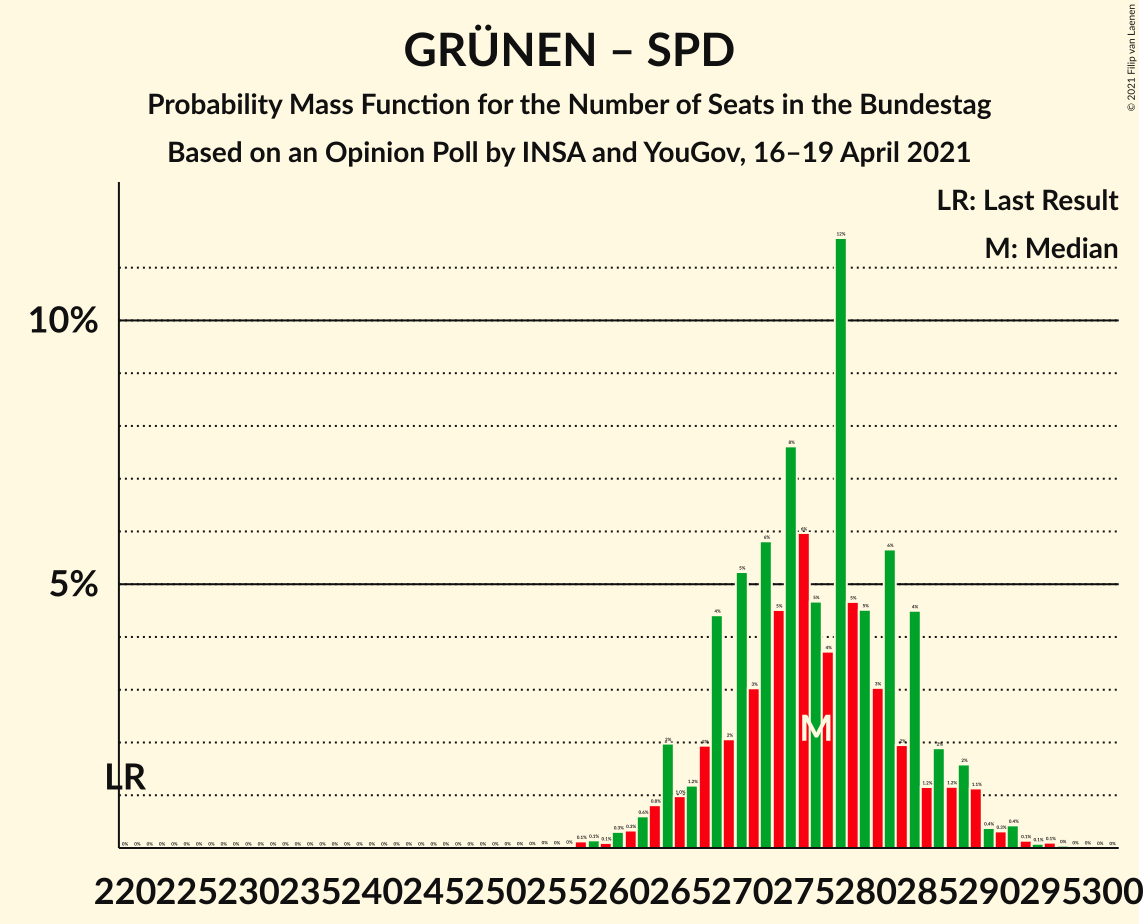 GRÜNEN – SPD
Probability Mass Function for the Number of Seats in the Bundestag
Based on an Opinion Poll by INSA and YouGov, 16–19 April 2021
© 2021 Filip van Laenen
LR: Last Result
M: Median
10%
5%
LR
M
220 225 230 235 240 245 250 255 260 265 270 275 280 285 290 295 300